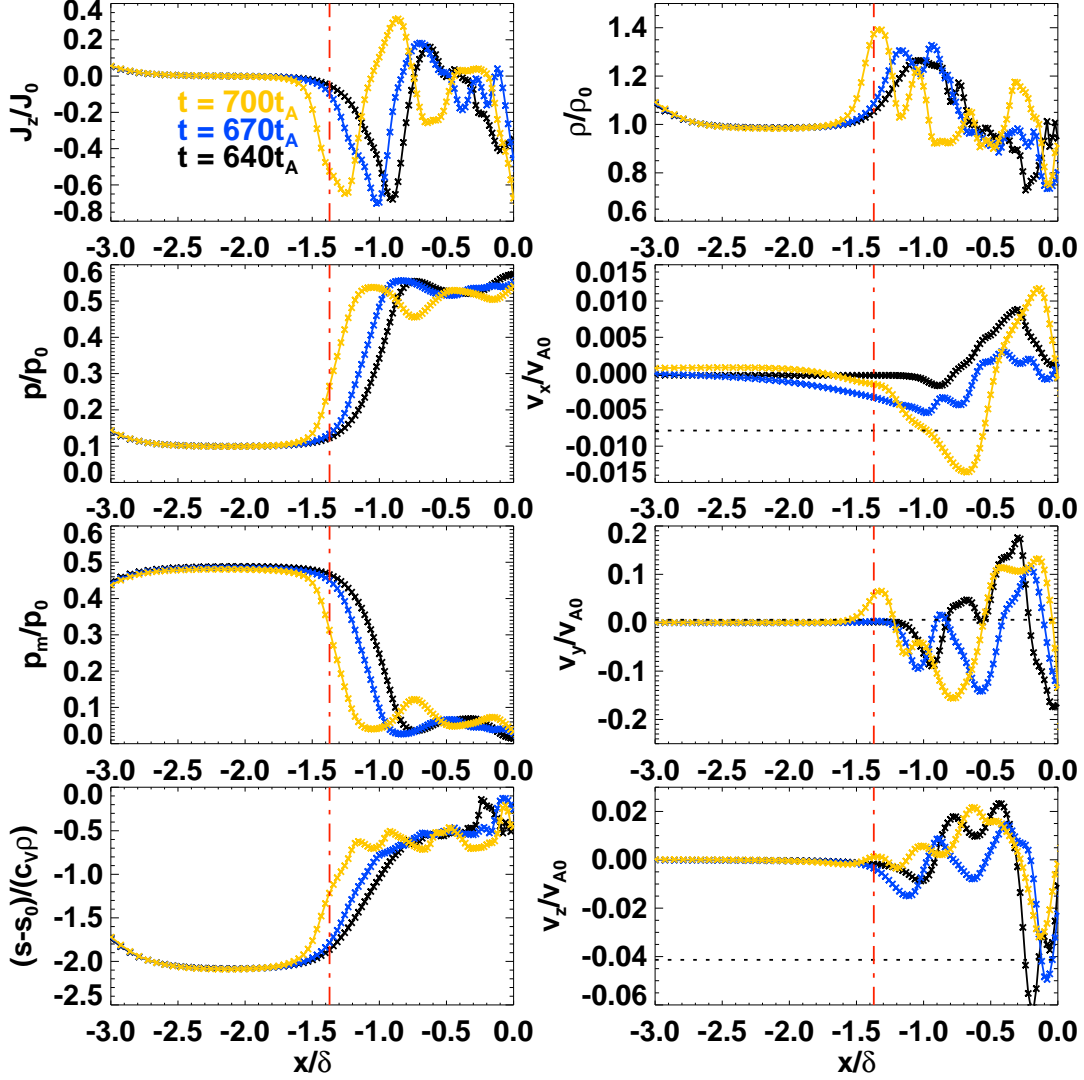 0.4
0.2
0.0
-0.2
-0.4
-0.6
-0.8
J_z/J_0
t = 700t_A
t = 670t_A
t = 640t_A
-3.0 -2.5 -2.0 -1.5 -1.0 -0.5 0.0
1.4
1.2
1.0
0.8
0.6
ρ/ρ_0
-3.0 -2.5 -2.0 -1.5 -1.0 -0.5 0.0
0.6
0.5
0.4
0.3
0.2
0.1
0.0
p/p_0
-3.0 -2.5 -2.0 -1.5 -1.0 -0.5 0.0
0.015
0.010
0.005
0.000
-0.005
-0.010
-0.015
v_x/v_A0
-3.0 -2.5 -2.0 -1.5 -1.0 -0.5 0.0
0.6
0.5
0.4
0.3
0.2
0.1
0.0
p_m/p_0
-3.0 -2.5 -2.0 -1.5 -1.0 -0.5 0.0
0.2
0.1
0.0
-0.1
-0.2
v_y/v_A0
-3.0 -2.5 -2.0 -1.5 -1.0 -0.5 0.0
0.0
-0.5
-1.0
-1.5
-2.0
-2.5
(s-s_0)/(c_Vρ)
-3.0 -2.5 -2.0 -1.5 -1.0 -0.5 0.0
x/δ
0.02
0.00
-0.02
-0.04
-0.06
v_z/v_A0
-3.0 -2.5 -2.0 -1.5 -1.0 -0.5 0.0
x/δ